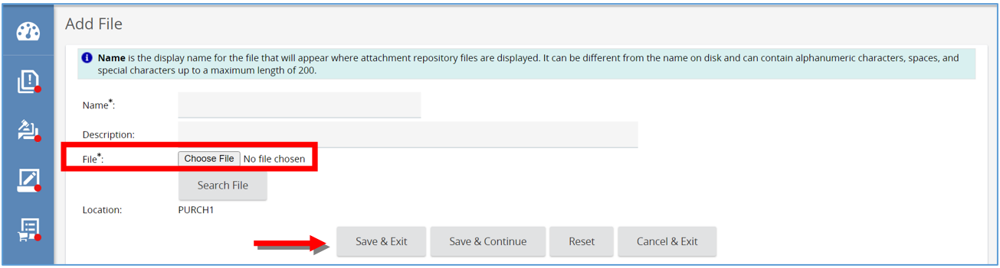 Add File
Name is the display name for the file that will appear where attachment repository files are displayed. It can be different from the name on disk and can contain alphanumeric characters, spaces, and
special characters up to a maximum length of 200.
Name*:
Description:
File*: Choose File No file chosen
Search File
Location: PURCH1
Save & Exit Save & Continue Reset Cancel & Exit